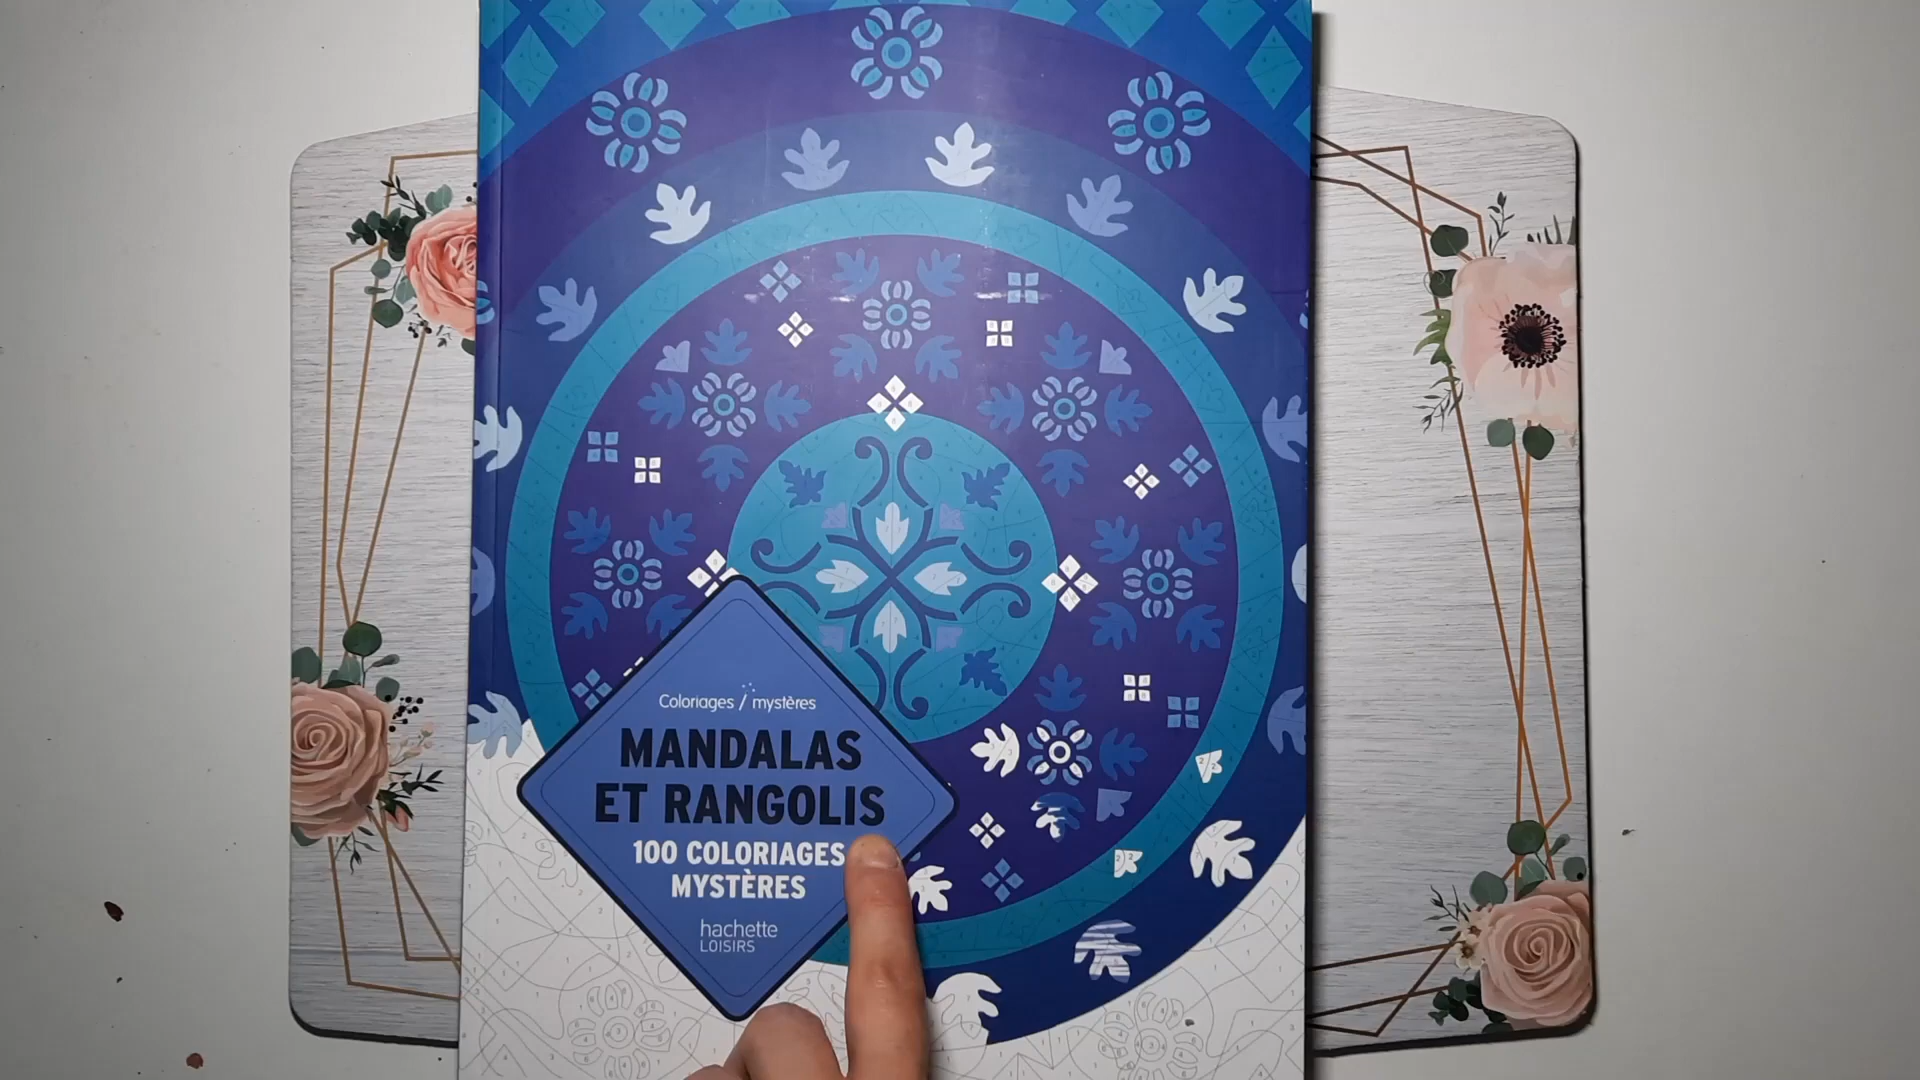 Coloriages / mystères
MANDALAS
ET RANGOLIS
100 COLORIAGES
MYSTÈRES
hachette
LOISIRS